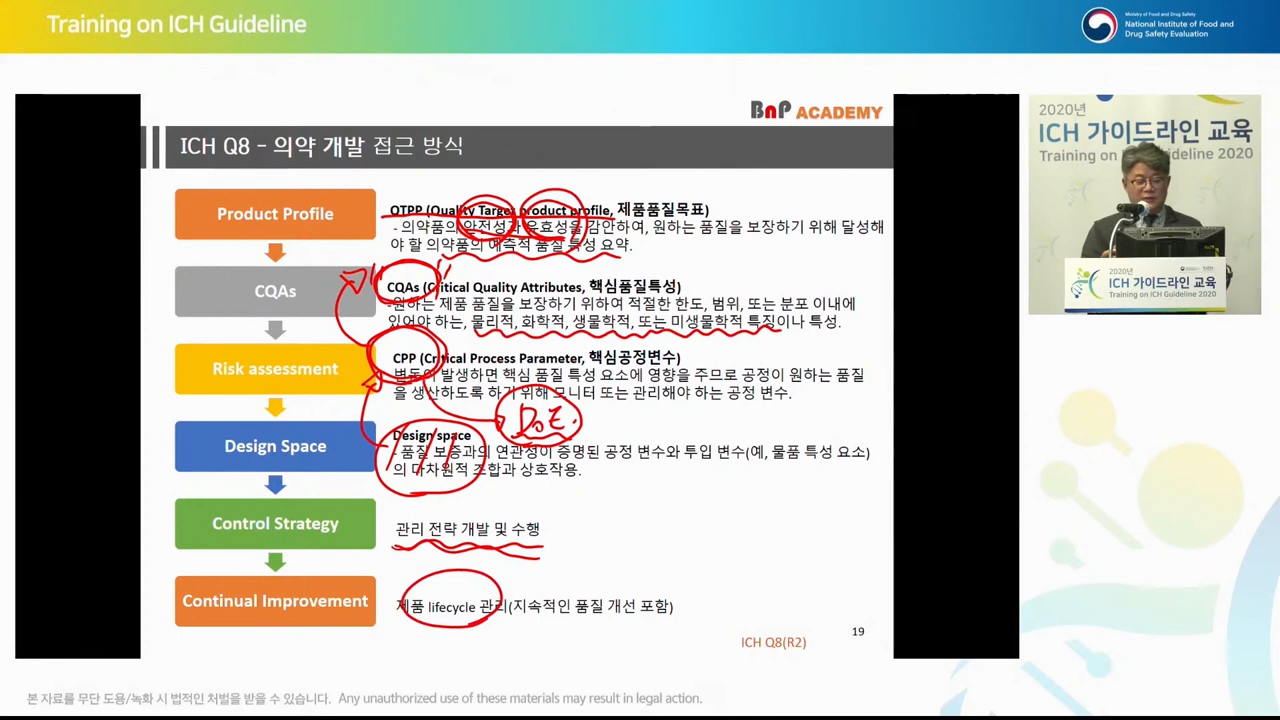 Training on ICH Guideline
Ministry of Food and Drug Safety
National Institute of Food and
Drug Safety Evaluation
BnP ACADEMY
ICH Q8 – 의약 개발 접근 방식
Product Profile
QTPP (Quality Target product profile, 제품품질목표)
- 의약품의 안전성과 유효성을 감안하여, 원하는 품질을 보장하기 위해 달성해
야 할 의약품의 예측적 품질 특성 요약.
CQAs
CQAs (Critical Quality Attributes, 핵심품질특성)
-원하는 제품 품질을 보장하기 위하여 적절한 한도, 범위, 또는 분포 이내에
있어야 하는, 물리적, 화학적, 생물학적, 또는 미생물학적 특징이나 특성.
Risk assessment
CPP (Critical Process Parameter, 핵심공정변수)
- 변동이 발생하면 핵심 품질 특성 요소에 영향을 주므로 공정이 원하는 품질
을 생산하도록 하기 위해 모니터 또는 관리해야 하는 공정 변수.
DoE
Design Space
Design space
- 품질 보증과의 연관성이 증명된 공정 변수와 투입 변수(예, 물품 특성 요소)
의 다차원적 조합과 상호작용.
Control Strategy
관리 전략 개발 및 수행
Continual Improvement
제품 lifecycle 관리(지속적인 품질 개선 포함)
19
ICH Q8(R2)
2020년
ICH 가이드라인 교육
Training on ICH Guideline 2020
2020년
ICH 가이드라인 교육
Training on ICH Guideline 2020
본 자료를 무단 도용/녹화 시 법적인 처벌을 받을 수 있습니다. Any unauthorized use of these materials may result in legal action.